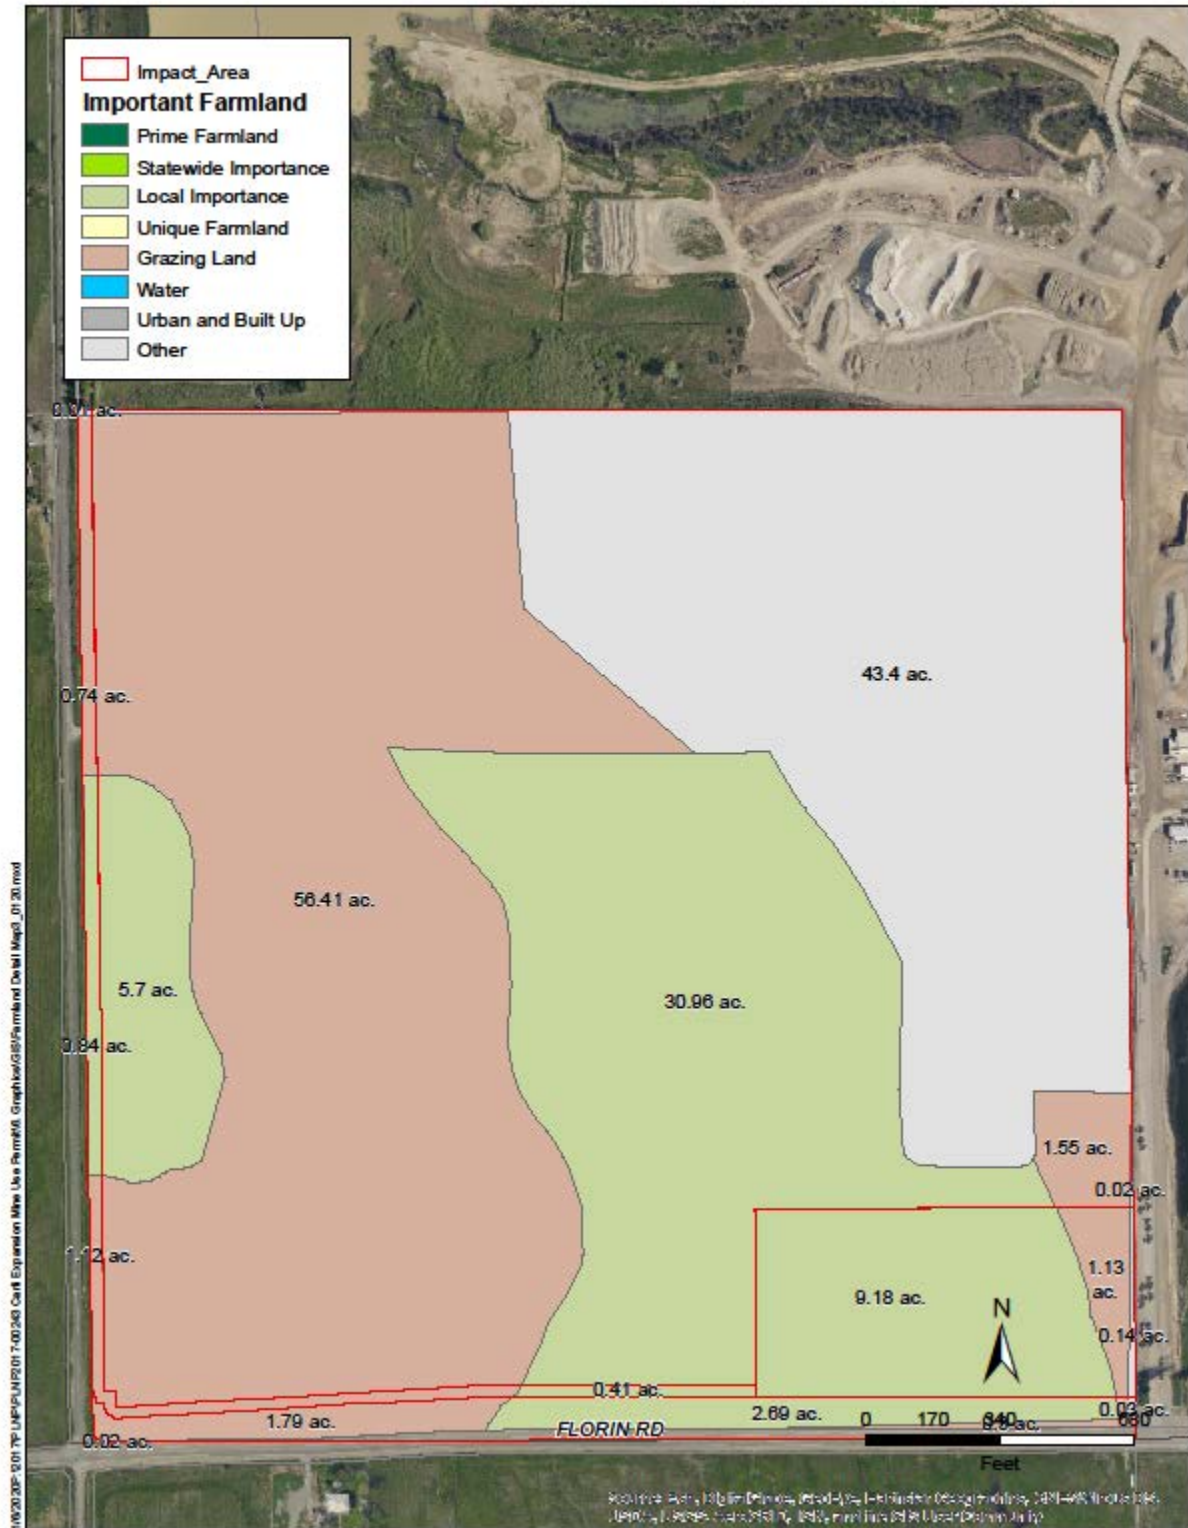 Impact_Area
Important Farmland
Prime Farmland
Statewide Importance
Local Importance
Unique Farmland
Grazing Land
Water
Urban and Built Up
Other
ac.
43.4 ac.
0.74 ac.
56.41 ac.
5.7 ac.
30.96 ac.
ac.
1.55 ac.
0.02 ac.
1.12 ac.
1.13
ac.
9.18 ac.
N
0.14 ac.
0.41 ac.
0.03 ac.
2.69 ac.
1.79 ac.
0 170 340 680
FLORIN RD
0.02 ac.
Feet